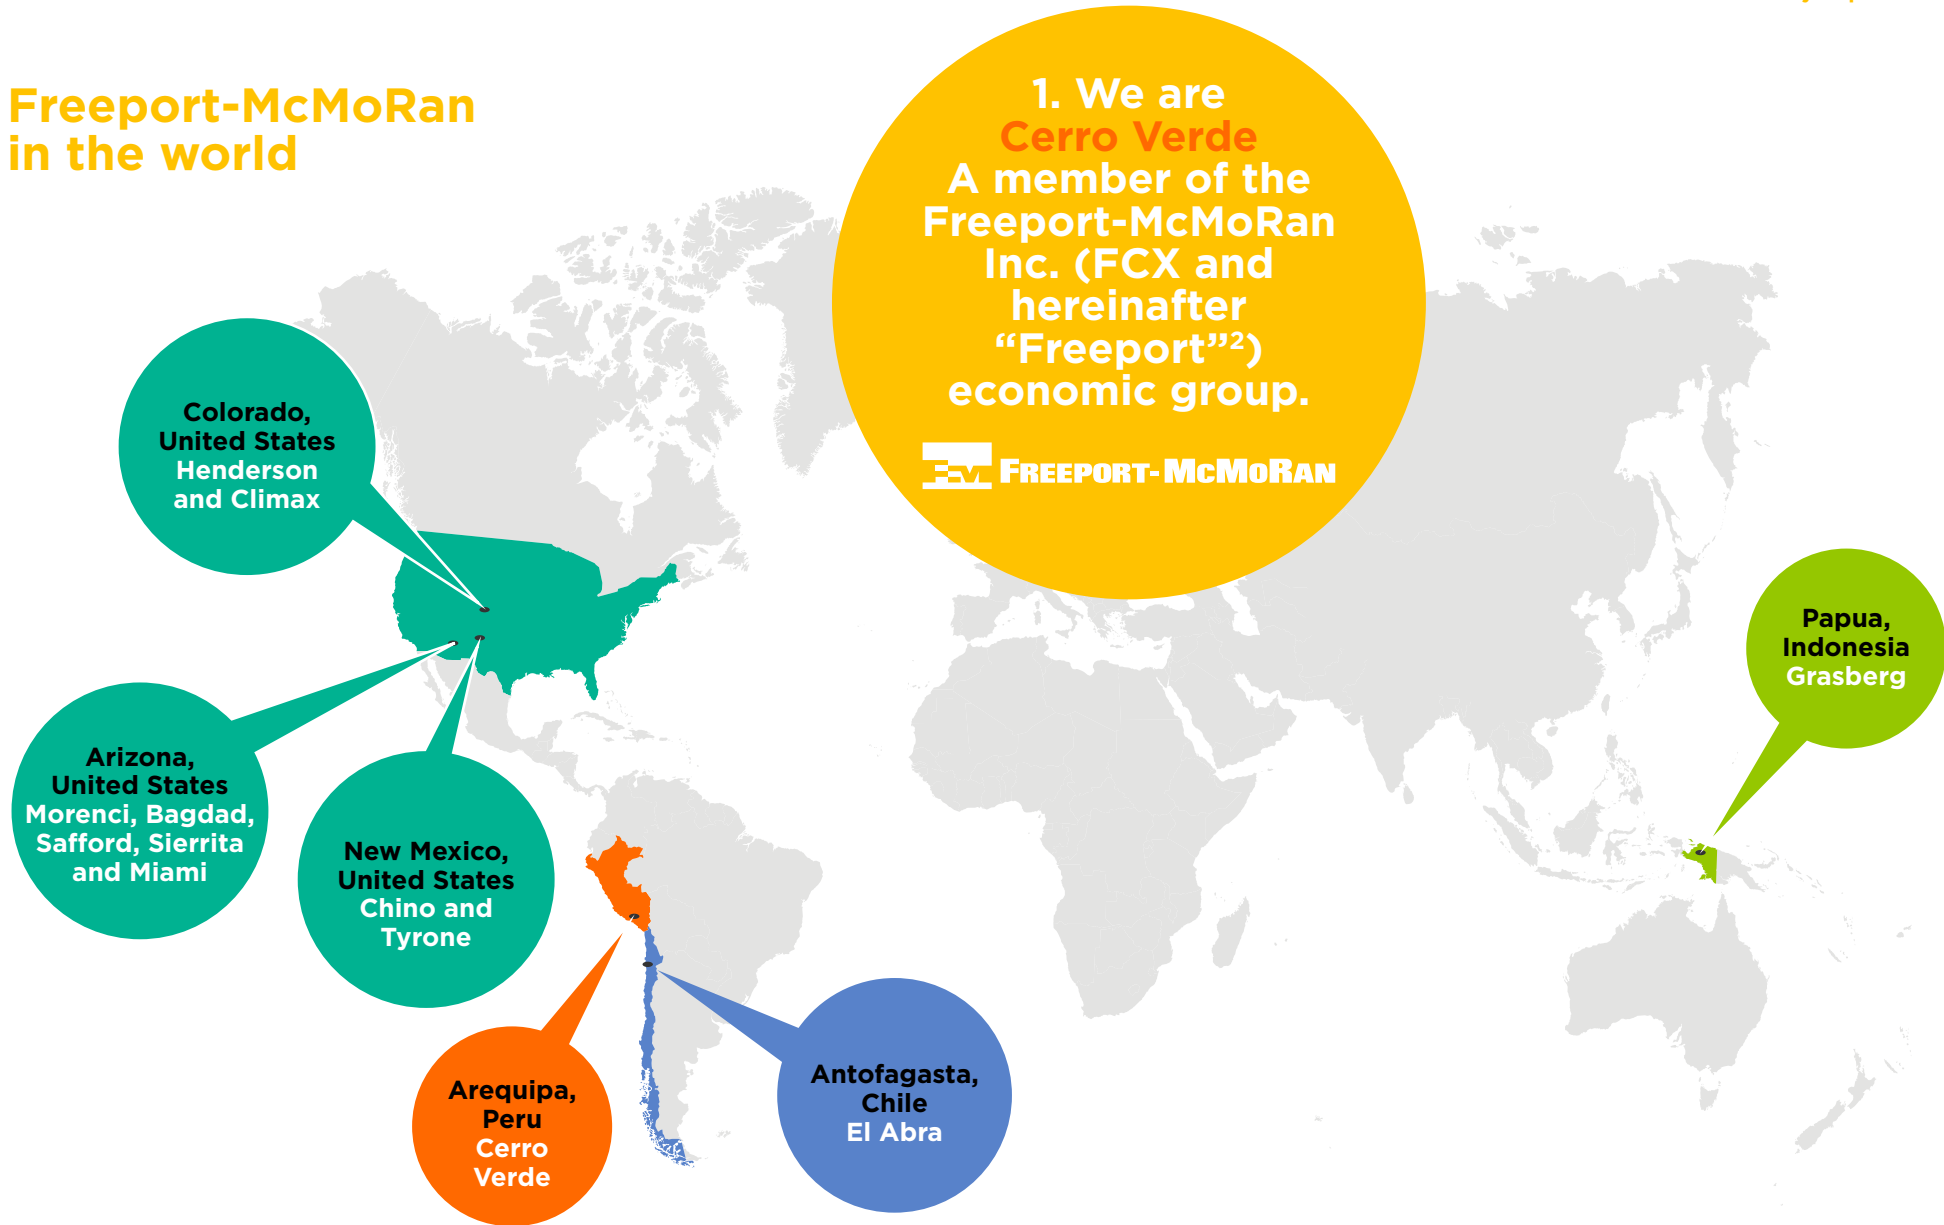 Freeport-McMoRan
in the world
1. We are
Cerro Verde
A member of the
Freeport-McMoRan
Inc. (FCX and
hereinafter
“Freeport”²)
economic group.
FREEPORT-MCMORAN
Colorado,
United States
Henderson
and Climax
Arizona,
United States
Morenci, Bagdad,
Safford, Sierrita
and Miami
New Mexico,
United States
Chino and
Tyrone
Arequipa,
Peru
Cerro
Verde
Antofagasta,
Chile
El Abra
Papua,
Indonesia
Grasberg